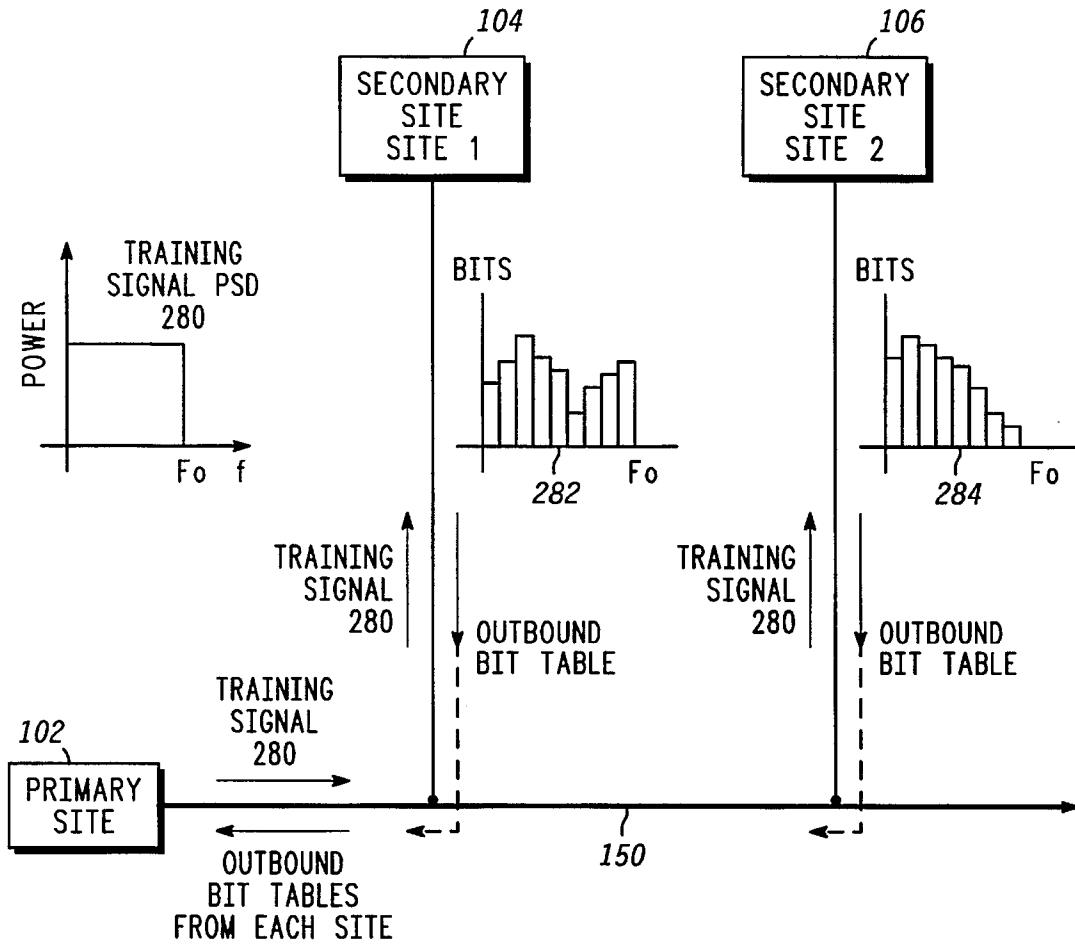 104
SECONDARY
SITE
SITE 1
106
SECONDARY
SITE
SITE 2
TRAINING
SIGNAL PSD
280
POWER
Fo f
BITS
Fo
282
BITS
Fo
284
TRAINING
SIGNAL
280
OUTBOUND
BIT TABLE
TRAINING
SIGNAL
280
OUTBOUND
BIT TABLE
TRAINING
SIGNAL
280
102
PRIMARY
SITE
150
OUTBOUND
BIT TABLES
FROM EACH SITE